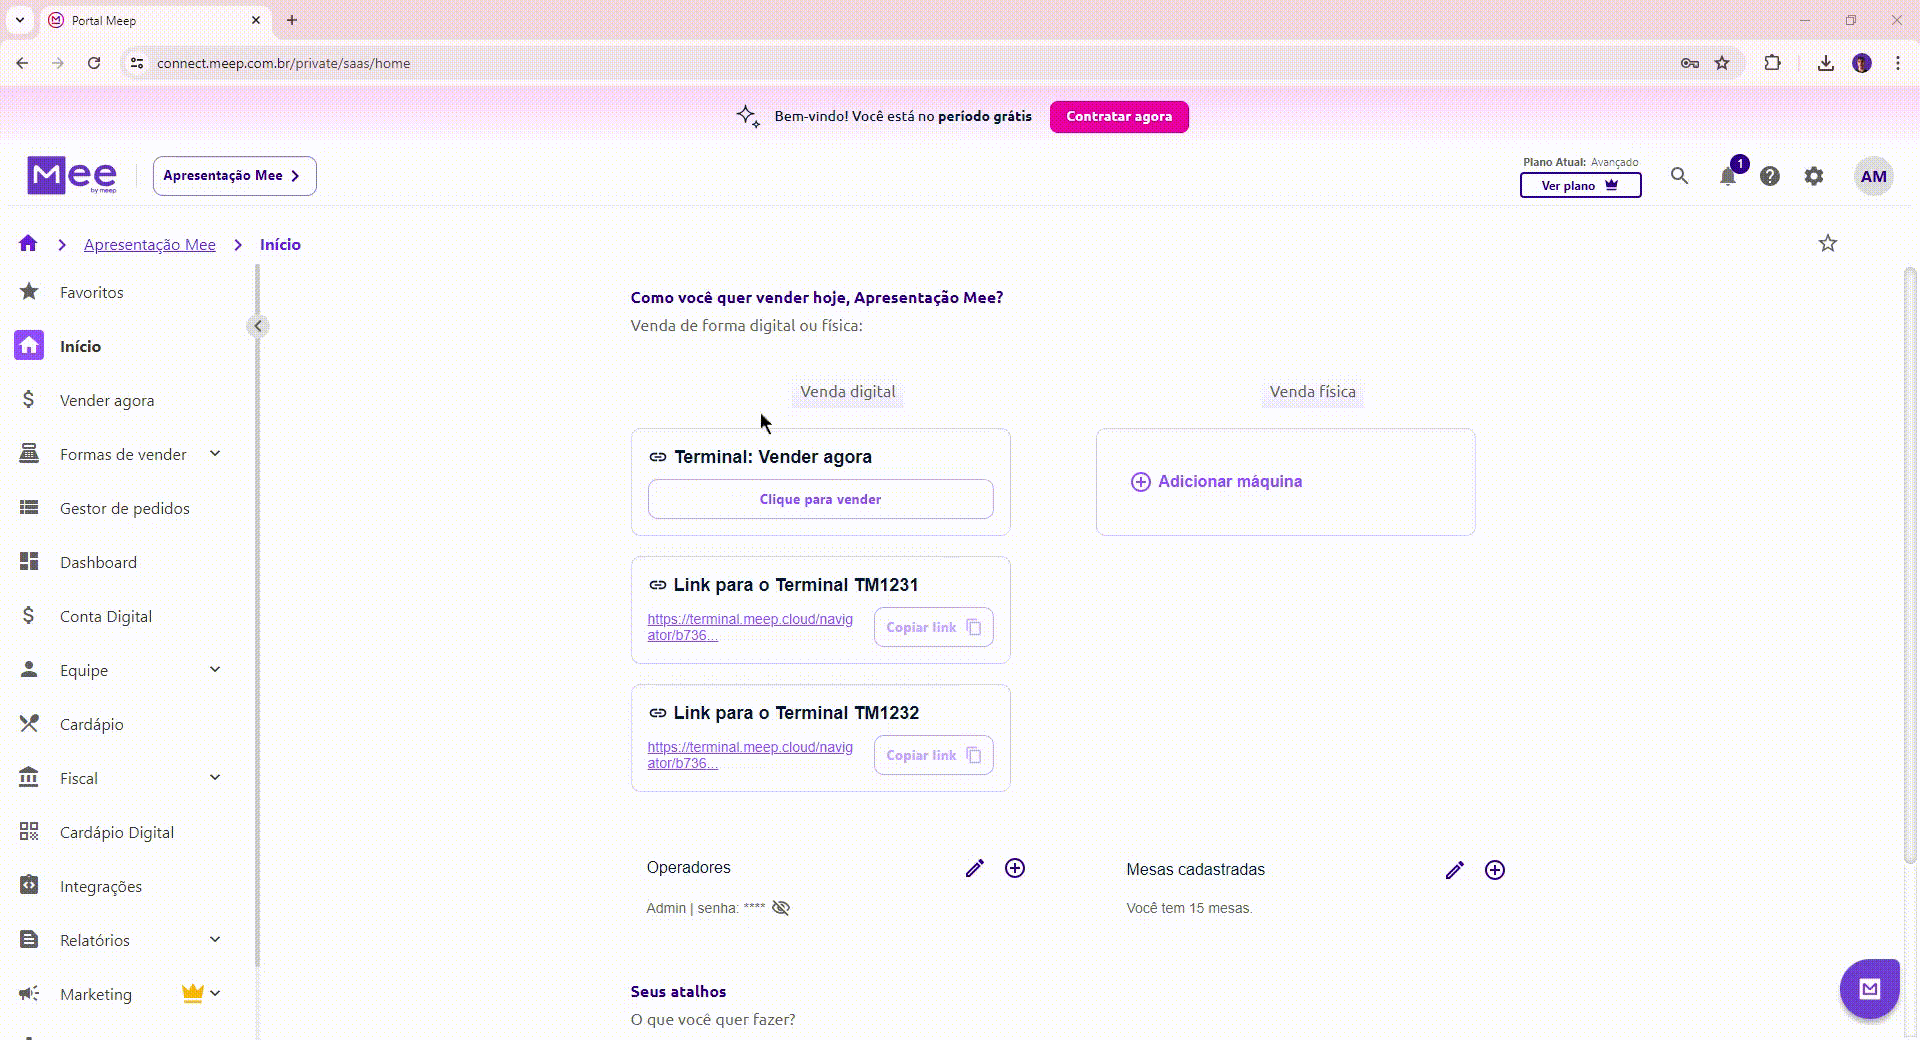 Portal Meep
connect.meep.com.br/private/saas/home
Bem-vindo! Você está no período grátis
Contratar agora
Mee
by meep
Apresentação Mee
Plano Atual: Avançado
Ver plano
1
AM
Apresentação Mee
Início
Favoritos
Início
Vender agora
Formas de vender
Gestor de pedidos
Dashboard
Conta Digital
Equipe
Cardápio
Fiscal
Cardápio Digital
Integrações
Relatórios
Marketing
Como você quer vender hoje, Apresentação Mee?
Venda de forma digital ou física:
Venda digital
Venda física
Terminal: Vender agora
Clique para vender
Adicionar máquina
Link para o Terminal TM1231
https://terminal.meep.cloud/navig
ator/b736...
Copiar link
Link para o Terminal TM1232
https://terminal.meep.cloud/navig
ator/b736...
Copiar link
Operadores
Admin | senha: ****
Mesas cadastradas
Você tem 15 mesas.
Seus atalhos
O que você quer fazer?